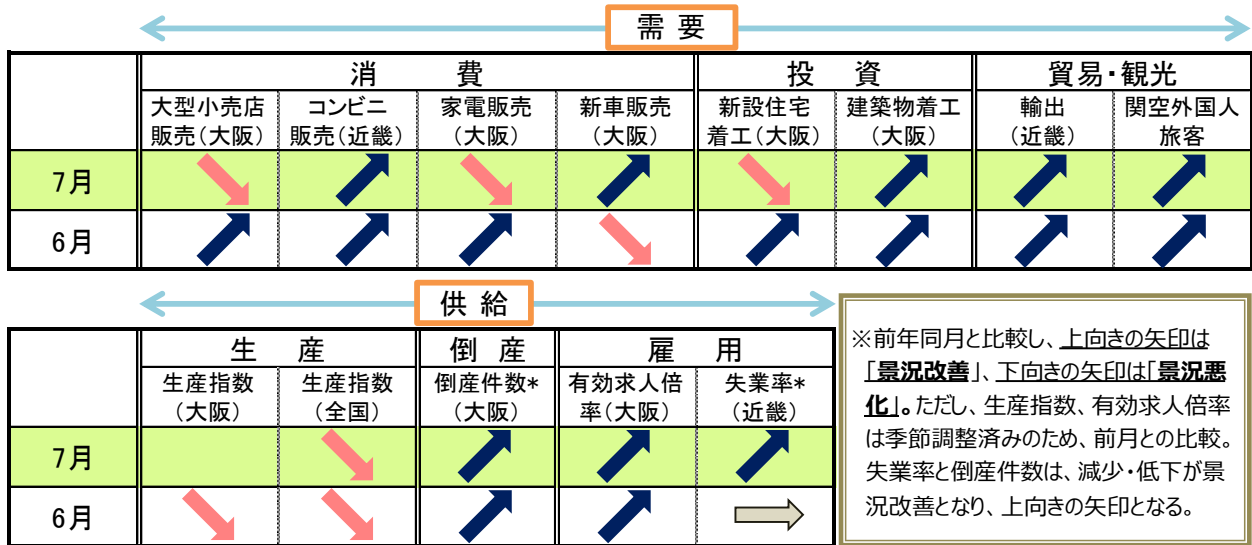 需 要
消 費
投 資
貿易・観光
大型小売店
販売(大阪)
コンビニ
販売(近畿)
家電販売
(大阪)
新車販売
(大阪)
新設住宅
着工(大阪)
建築物着工
(大阪)
輸出
(近畿)
関空外国人
旅客
7月
6月
供 給
生 産
倒 産
雇 用
生産指数
(大阪)
生産指数
(全国)
倒産件数*
(大阪)
有効求人倍
率(大阪)
失業率*
(近畿)
7月
6月
※前年同月と比較し、上向きの矢印は
「景況改善」、下向きの矢印は「景況悪
化」。ただし、生産指数、有効求人倍率
は季節調整済みのため、前月との比較。
失業率と倒産件数は、減少・低下が景
況改善となり、上向きの矢印となる。